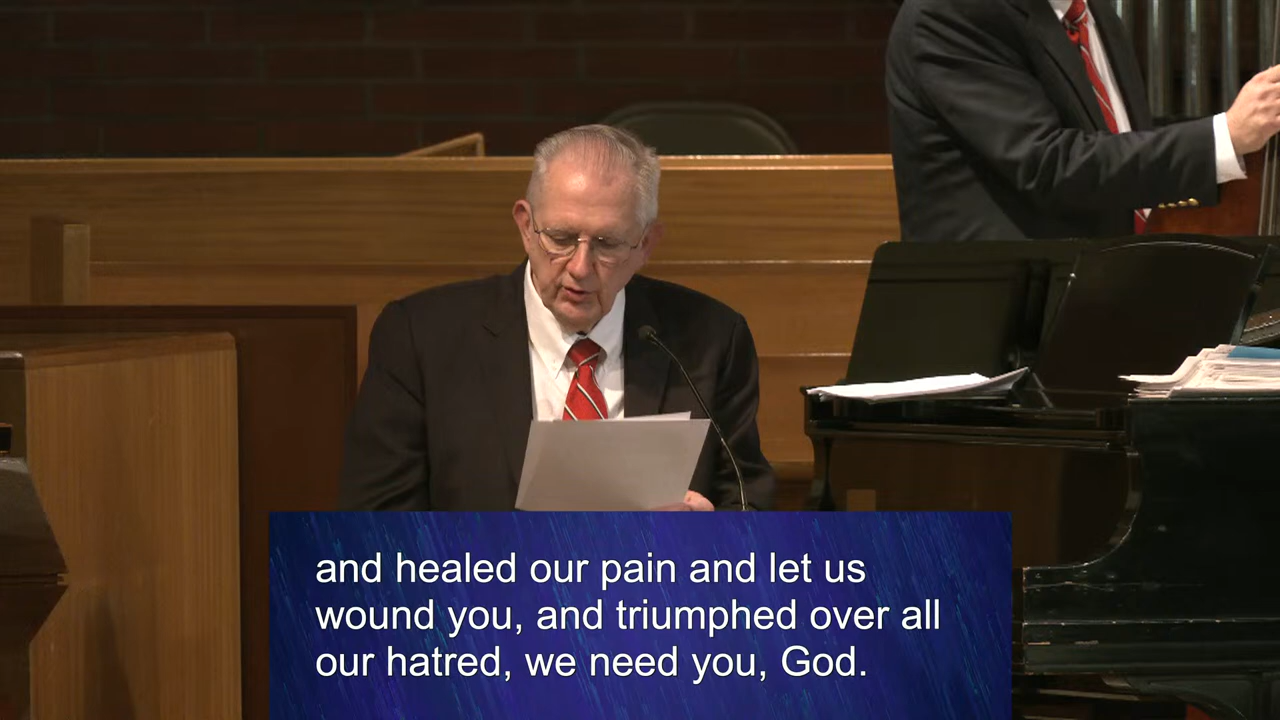 and healed our pain and let us
wound you, and triumphed over all
our hatred, we need you, God.